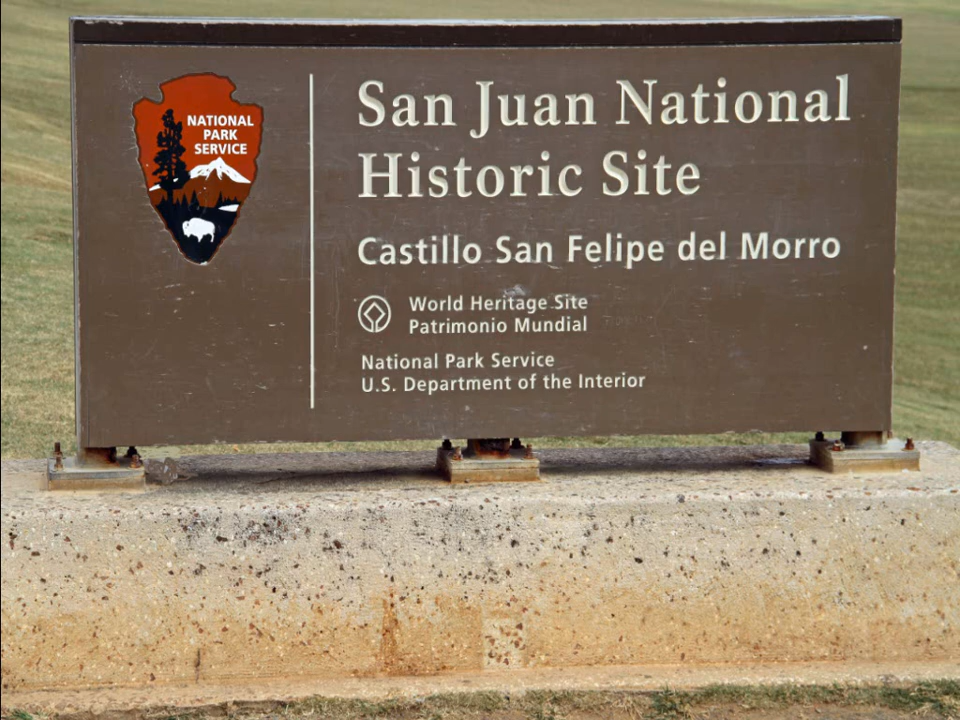 NATIONAL
PARK
SERVICE
San Juan National
Historic Site
Castillo San Felipe del Morro
World Heritage Site
Patrimonio Mundial
National Park Service
U.S. Department of the Interior